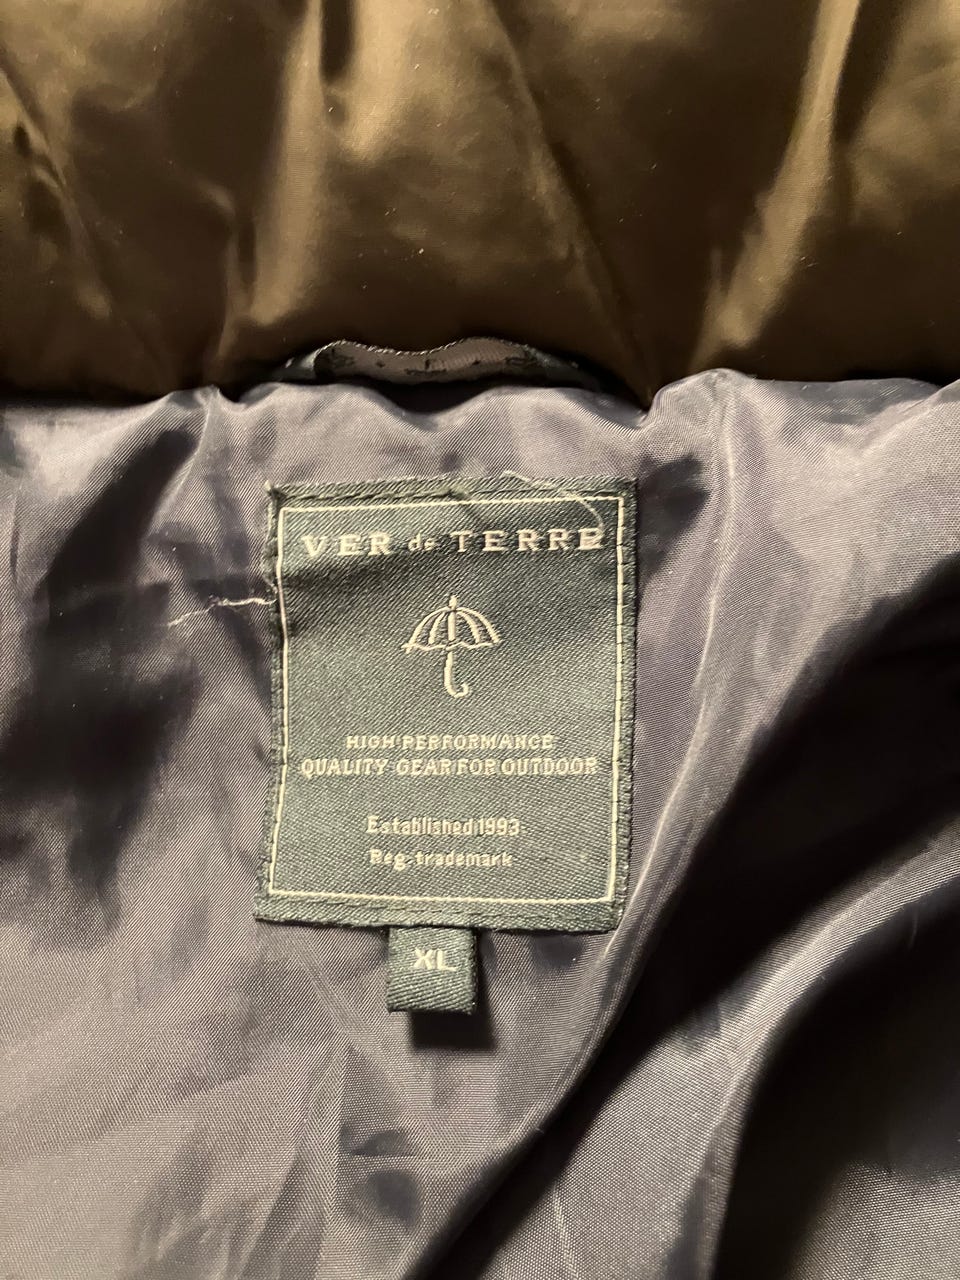 VER de TERRE
HIGH PERFORMANCE
QUALITY GEAR FOR OUTDOOR
Established 1993
Reg. trademark
XL